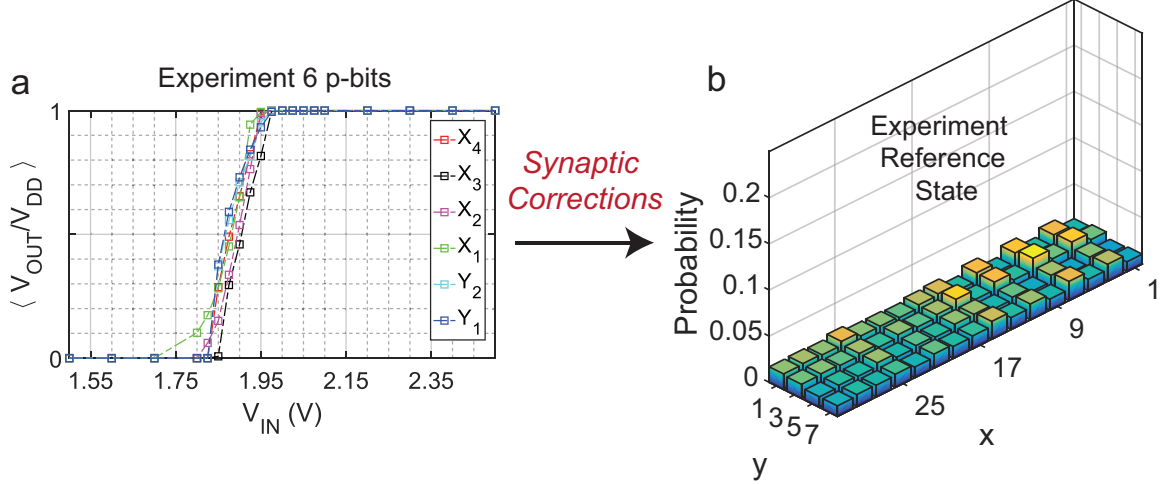 a
Experiment 6 p-bits
1
0
⟨ V_OUT/V_DD ⟩
1.55 1.75 1.95 2.15 2.35
V_IN (V)
X_4
X_3
X_2
X_1
Y_2
Y_1
Synaptic
Corrections
b
Experiment
Reference
State
Probability
0.2
0.15
0.1
0.05
0
1 3 5 7
y
25 17 9 1
x